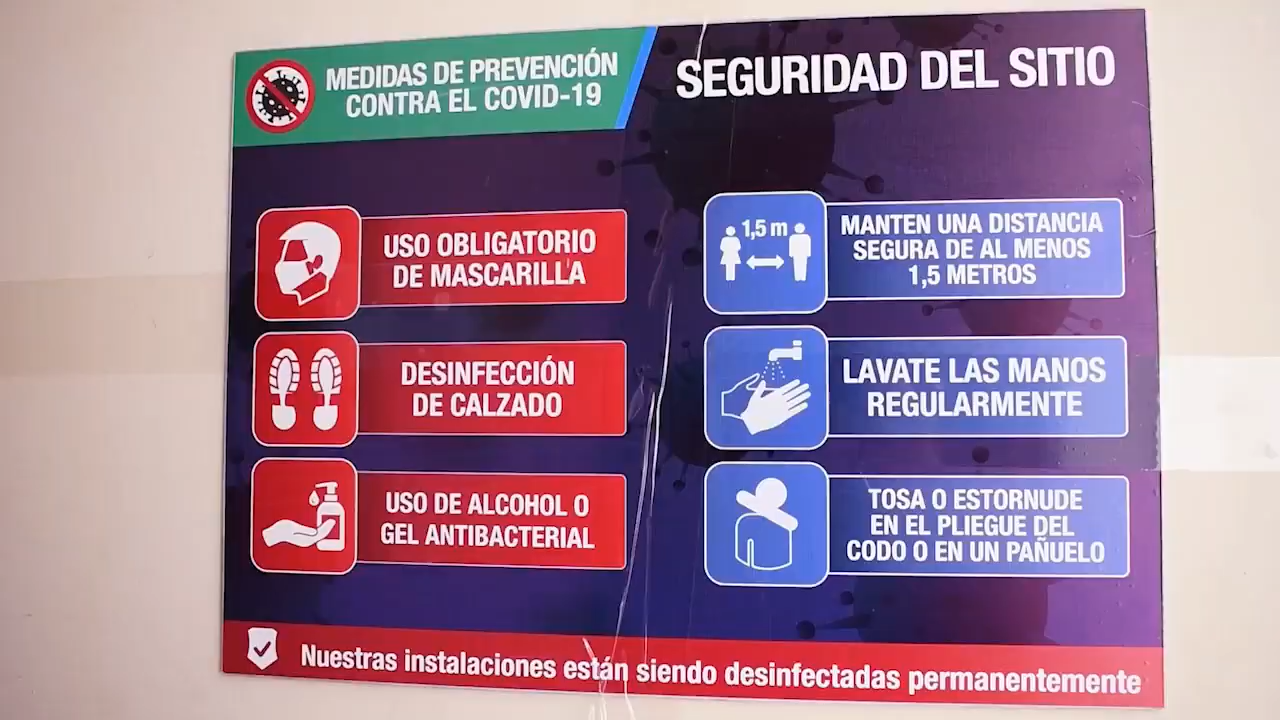 MEDIDAS DE PREVENCIÓN
CONTRA EL COVID-19
SEGURIDAD DEL SITIO
USO OBLIGATORIO
DE MASCARILLA
DESINFECCIÓN
DE CALZADO
USO DE ALCOHOL O
GEL ANTIBACTERIAL
1,5 m
MANTEN UNA DISTANCIA
SEGURA DE AL MENOS
1,5 METROS
LAVATE LAS MANOS
REGULARMENTE
TOSA O ESTORNUDE
EN EL PLIEGUE DEL
CODO O EN UN PAÑUELO
Nuestras instalaciones están siendo desinfectadas permanentemente